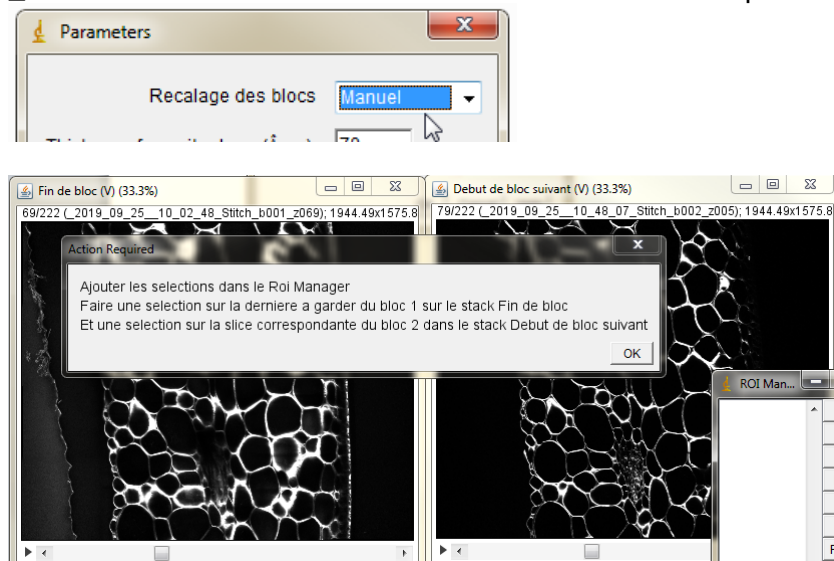 Parameters
Recalage des blocs Manuel
Fin de bloc (V) (33.3%)
69/222 (_2019_09_25__10_02_48_Stitch_b001_z069); 1944.49x1575.8
Debut de bloc suivant (V) (33.3%)
79/222 (_2019_09_25__10_48_07_Stitch_b002_z005); 1944.49x1575.8
Action Required
Ajouter les selections dans le Roi Manager
Faire une selection sur la derniere a garder du bloc 1 sur le stack Fin de bloc
Et une selection sur la slice correspondante du bloc 2 dans le stack Debut de bloc suivant
OK
ROI Man...